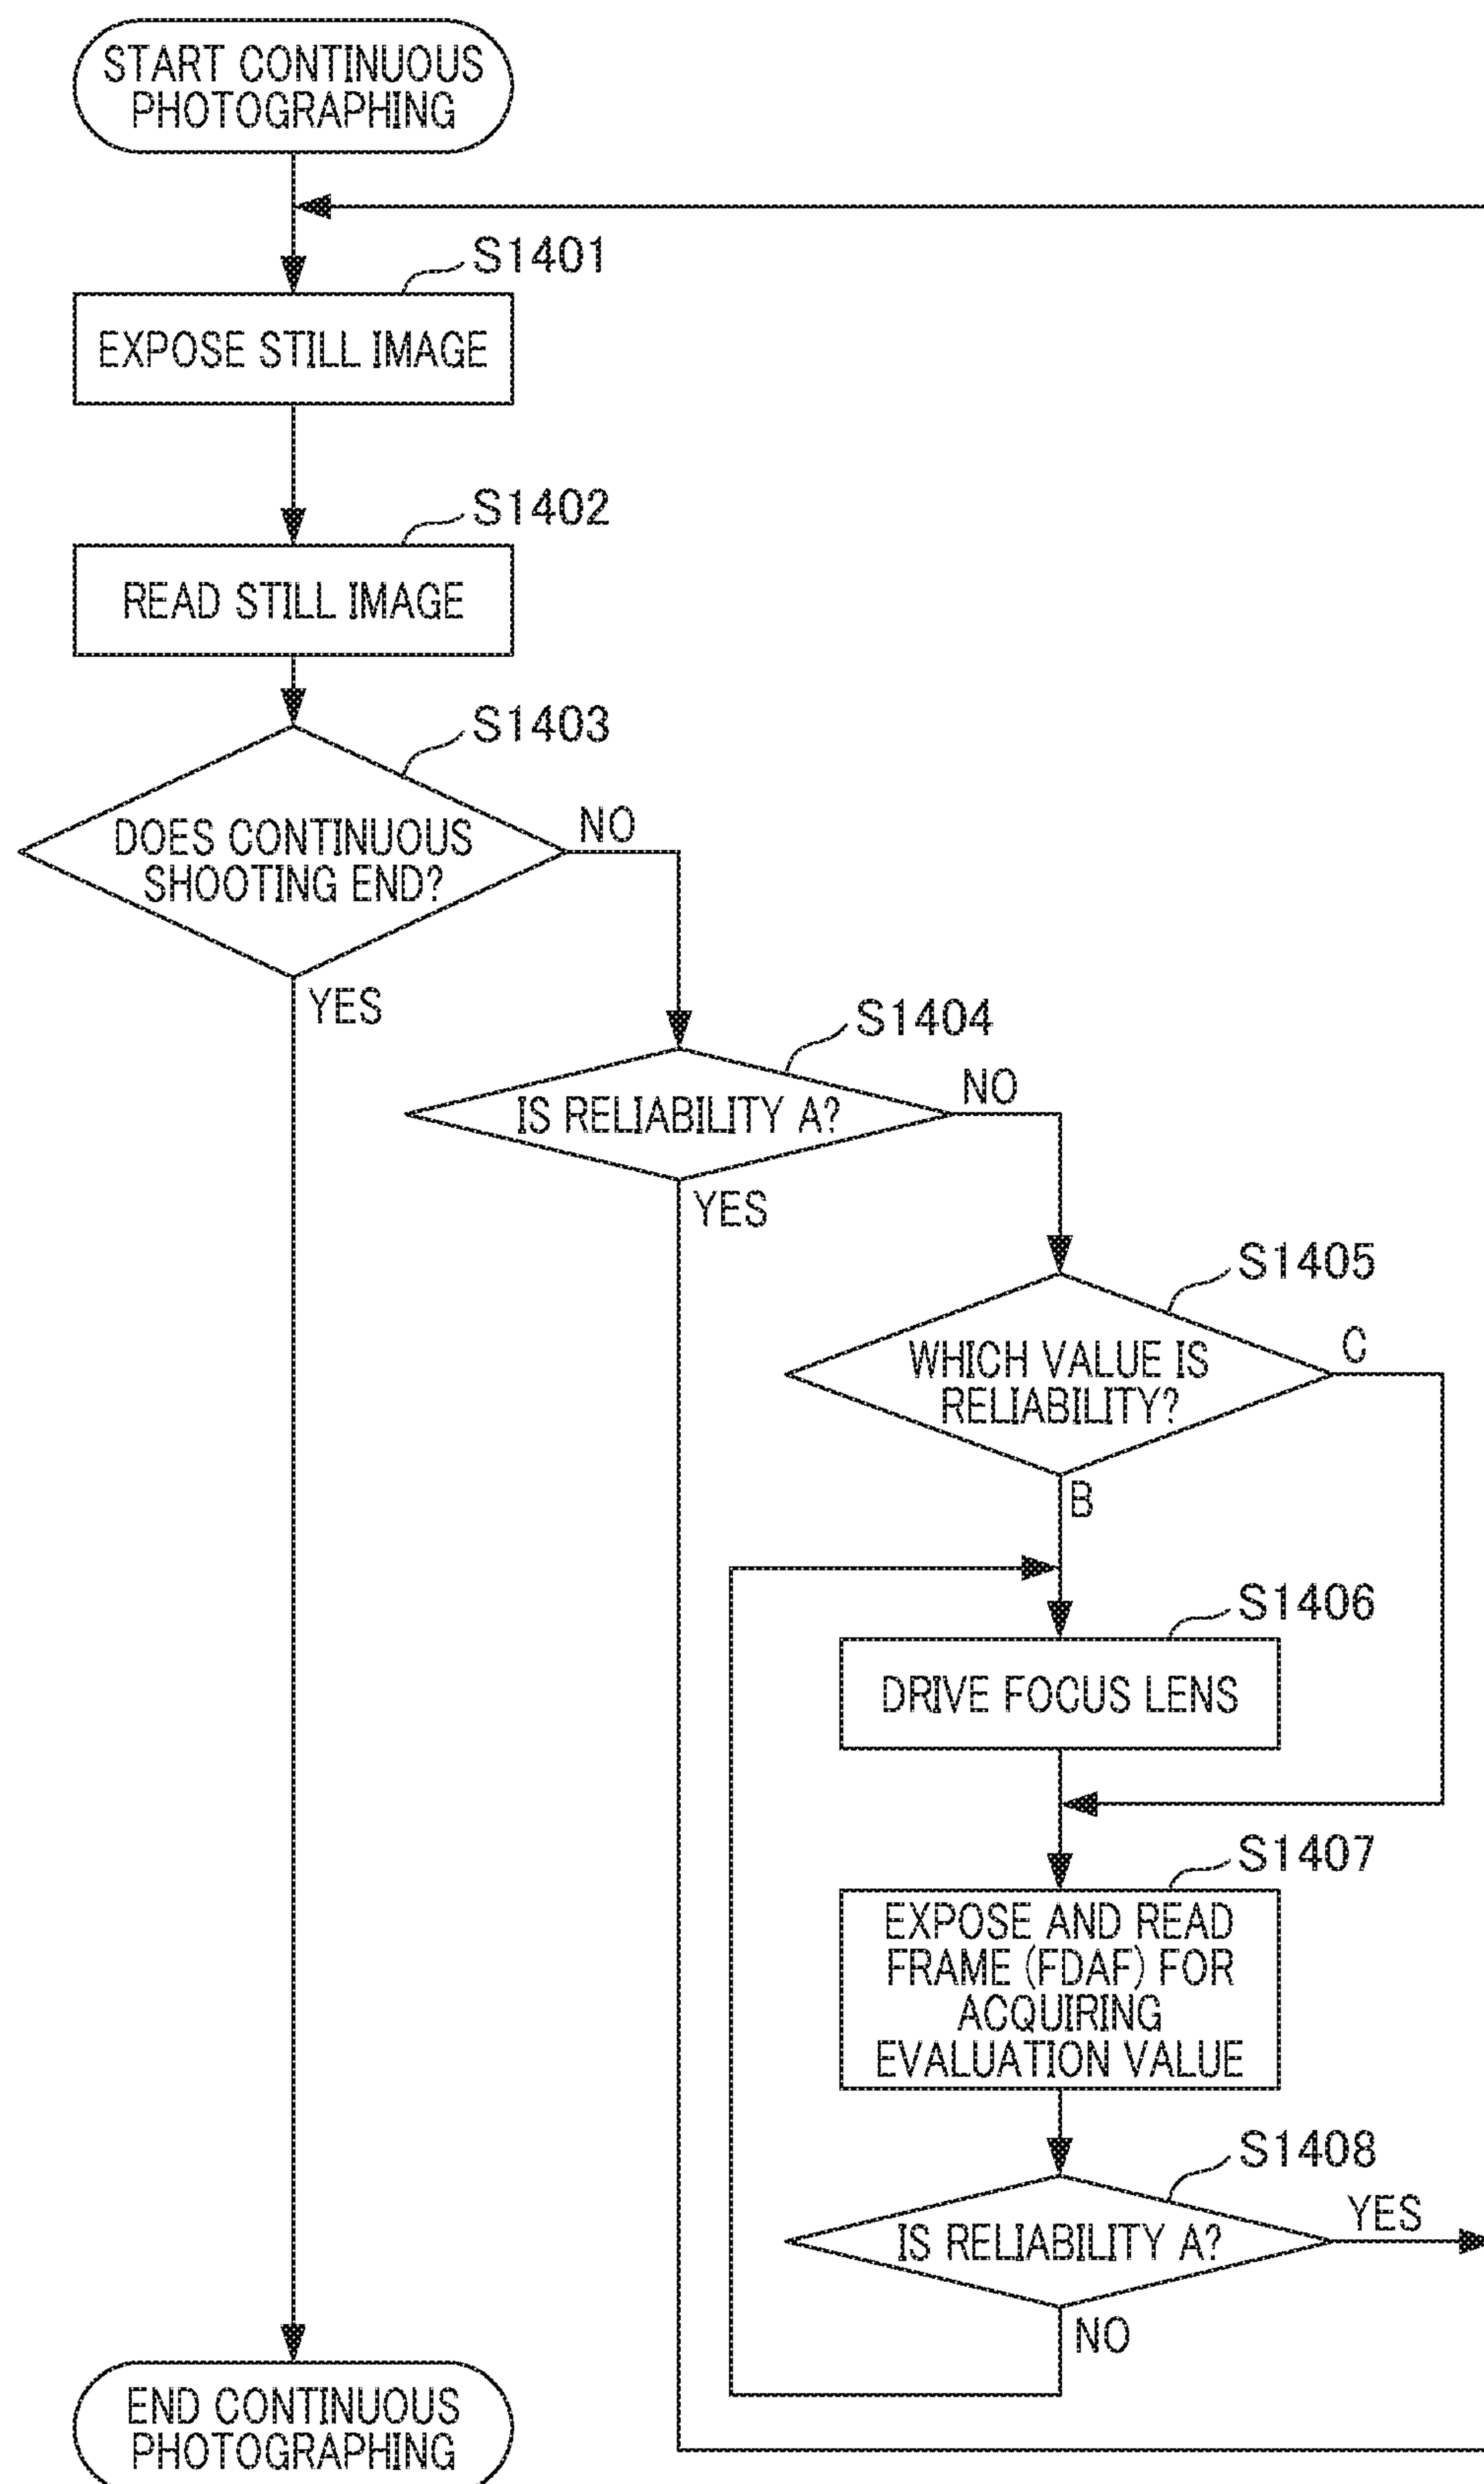 START CONTINUOUS
PHOTOGRAPHING
S1401
EXPOSE STILL IMAGE
S1402
READ STILL IMAGE
S1403
DOES CONTINUOUS
SHOOTING END?
NO
YES
S1404
IS RELIABILITY A?
NO
YES
S1405
WHICH VALUE IS
RELIABILITY?
C
B
S1406
DRIVE FOCUS LENS
S1407
EXPOSE AND READ
FRAME (FDAF) FOR
ACQUIRING
EVALUATION VALUE
S1408
IS RELIABILITY A?
YES
NO
END CONTINUOUS
PHOTOGRAPHING